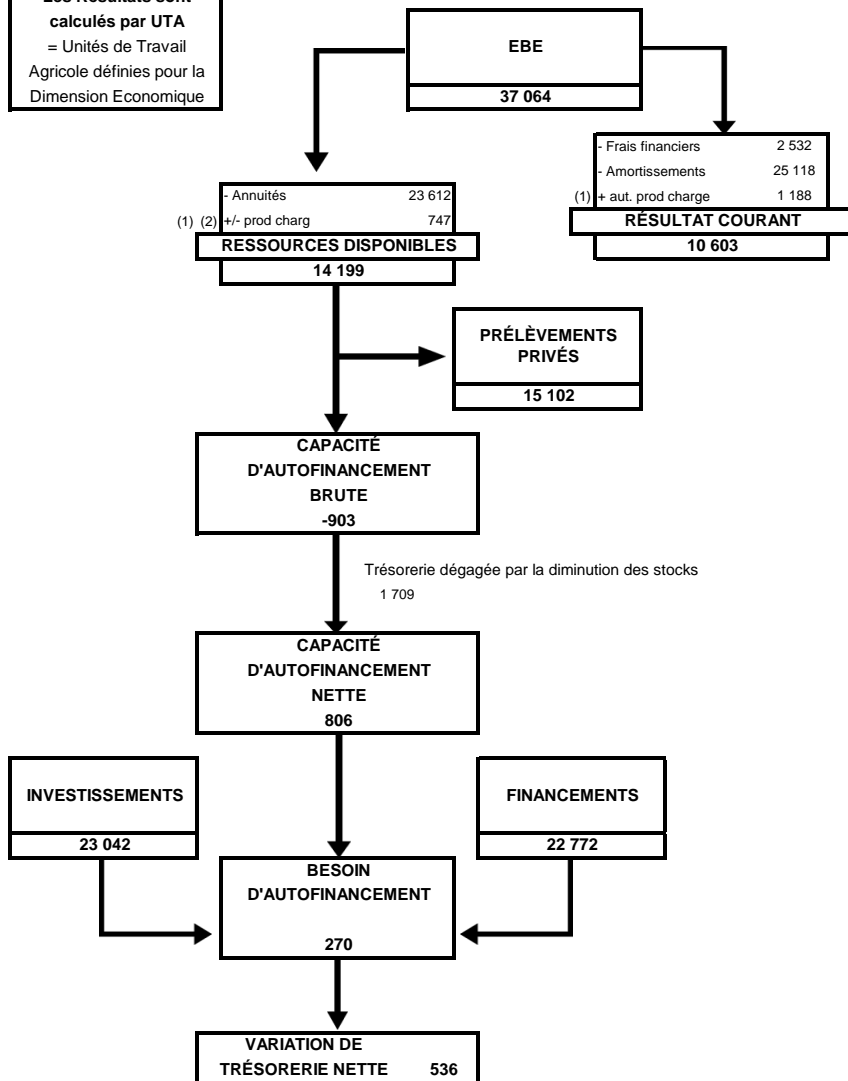 Les Résultats sont
calculés par UTA
= Unités de Travail
Agricole définies pour la
Dimension Economique
EBE
37 064
- Frais financiers 2 532
- Amortissements 25 118
(1) + aut. prod charge 1 188
RÉSULTAT COURANT
10 603
- Annuités 23 612
(1) (2) +/- prod charg 747
RESSOURCES DISPONIBLES
14 199
PRÉLÈVEMENTS
PRIVÉS
15 102
CAPACITÉ
D'AUTOFINANCEMENT
BRUTE
-903
Trésorerie dégagée par la diminution des stocks
1 709
CAPACITÉ
D'AUTOFINANCEMENT
NETTE
806
INVESTISSEMENTS
23 042
FINANCEMENTS
22 772
BESOIN
D'AUTOFINANCEMENT
270
VARIATION DE
TRÉSORERIE NETTE 536